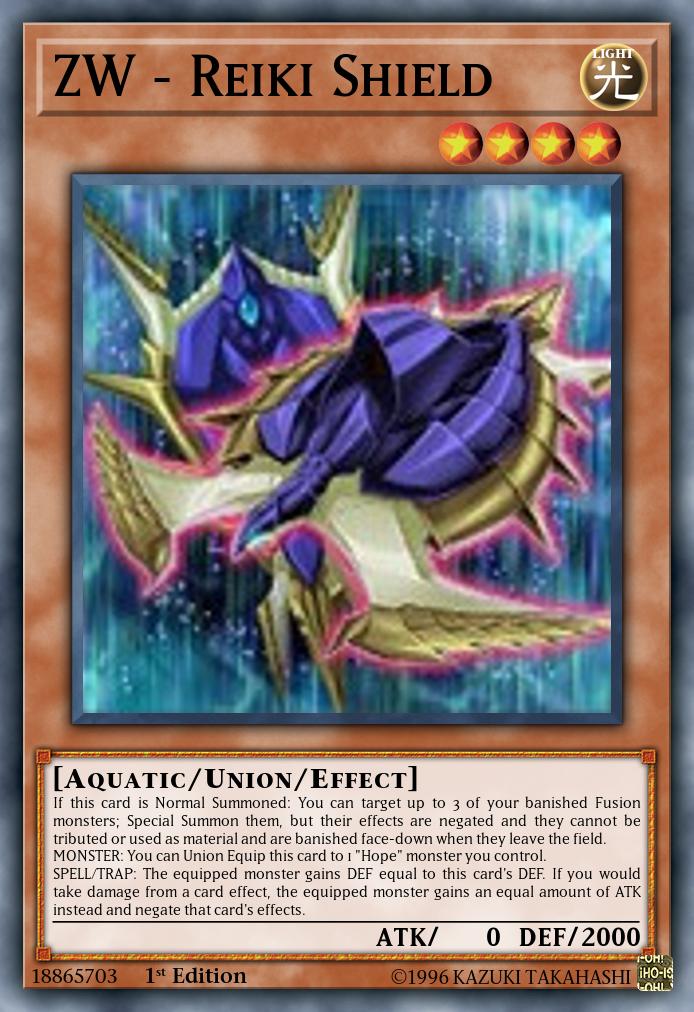 ZW - Reiki Shield
LIGHT
光
[Aquatic/Union/Effect]
If this card is Normal Summoned: You can target up to 3 of your banished Fusion
monsters; Special Summon them, but their effects are negated and they cannot be
tributed or used as material and are banished face-down when they leave the field.
MONSTER: You can Union Equip this card to 1 "Hope" monster you control.
SPELL/TRAP: The equipped monster gains DEF equal to this card's DEF. If you would
take damage from a card effect, the equipped monster gains an equal amount of ATK
instead and negate that card's effects.
ATK/ 0 DEF/2000
18865703 1st Edition ©1996 KAZUKI TAKAHASHI